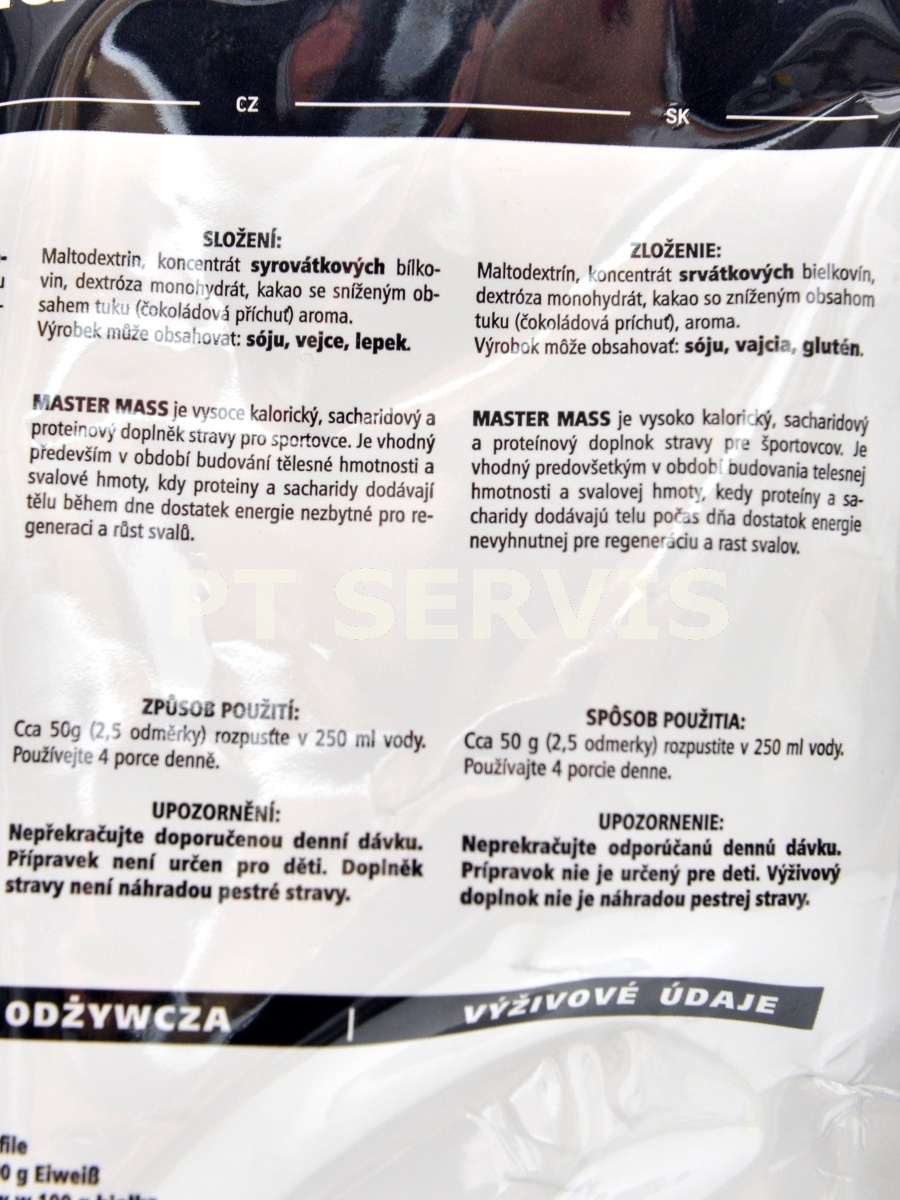 CZ
SLOŽENÍ:
Maltodextrin, koncentrát syrovátkových bílko-
vin, dextróza monohydrát, kakao se sníženým ob-
sahem tuku (čokoládová příchuť) aroma.
Výrobek může obsahovat: sóju, vejce, lepek.
MASTER MASS je vysoce kalorický, sacharidový a
proteinový doplněk stravy pro sportovce. Je vhodný
především v období budování tělesné hmotnosti a
svalové hmoty, kdy proteiny a sacharidy dodávají
tělu během dne dostatek energie nezbytné pro re-
generaci a růst svalů.
ZPŮSOB POUŽITÍ:
Cca 50g (2,5 odměrky) rozpusťte v 250 ml vody.
Používejte 4 porce denně.
UPOZORNĚNÍ:
Nepřekračujte doporučenou denní dávku.
Přípravek není určen pro děti. Doplněk
stravy není náhradou pestré stravy.
SK
ZLOŽENIE:
Maltodextrín, koncentrát srvátkových bielkovín,
dextróza monohydrát, kakao so zníženým obsahom
tuku (čokoládová príchuť), aroma.
Výrobok môže obsahovať: sóju, vajcia, glutén.
MASTER MASS je vysoko kalorický, sacharidový
a proteínový doplnok stravy pre športovcov. Je
vhodný predovšetkým v období budovania telesnej
hmotnosti a svalovej hmoty, kedy proteíny a sa-
charidy dodávajú telu počas dňa dostatok energie
nevyhnutnej pre regeneráciu a rast svalov.
SPÔSOB POUŽITIA:
Cca 50 g (2,5 odmerky) rozpustite v 250 ml vody.
Používajte 4 porcie denne.
UPOZORNENIE:
Neprekračujte odporúčanú dennú dávku.
Prípravok nie je určený pre deti. Výživový
doplnok nie je náhradou pestrej stravy.
PT SERVIS
ODŻYWCZA | VÝŽIVOVÉ ÚDAJE
file
0 g Eiweiß